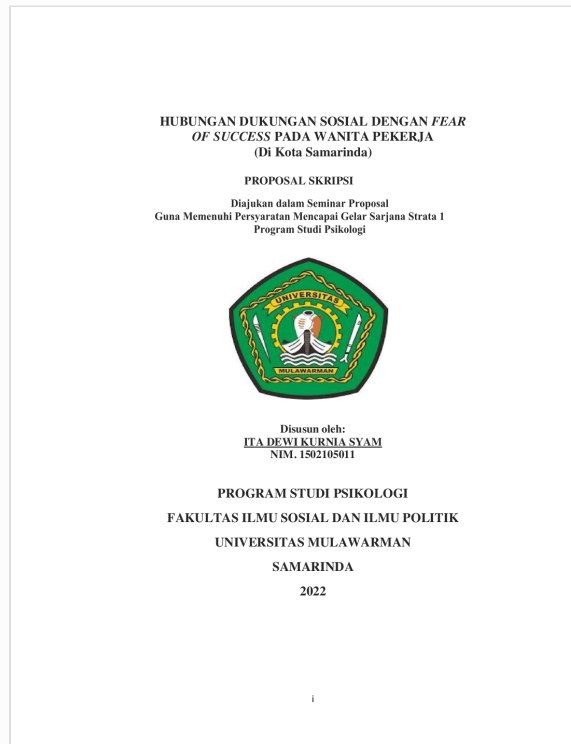 HUBUNGAN DUKUNGAN SOSIAL DENGAN FEAR
OF SUCCESS PADA WANITA PEKERJA
(Di Kota Samarinda)
PROPOSAL SKRIPSI
Diajukan dalam Seminar Proposal
Guna Memenuhi Persyaratan Mencapai Gelar Sarjana Strata 1
Program Studi Psikologi
UNIVERSITAS
MULAWARMAN
Disusun oleh:
ITA DEWI KURNIA SYAM
NIM. 1502105011
PROGRAM STUDI PSIKOLOGI
FAKULTAS ILMU SOSIAL DAN ILMU POLITIK
UNIVERSITAS MULAWARMAN
SAMARINDA
2022
i